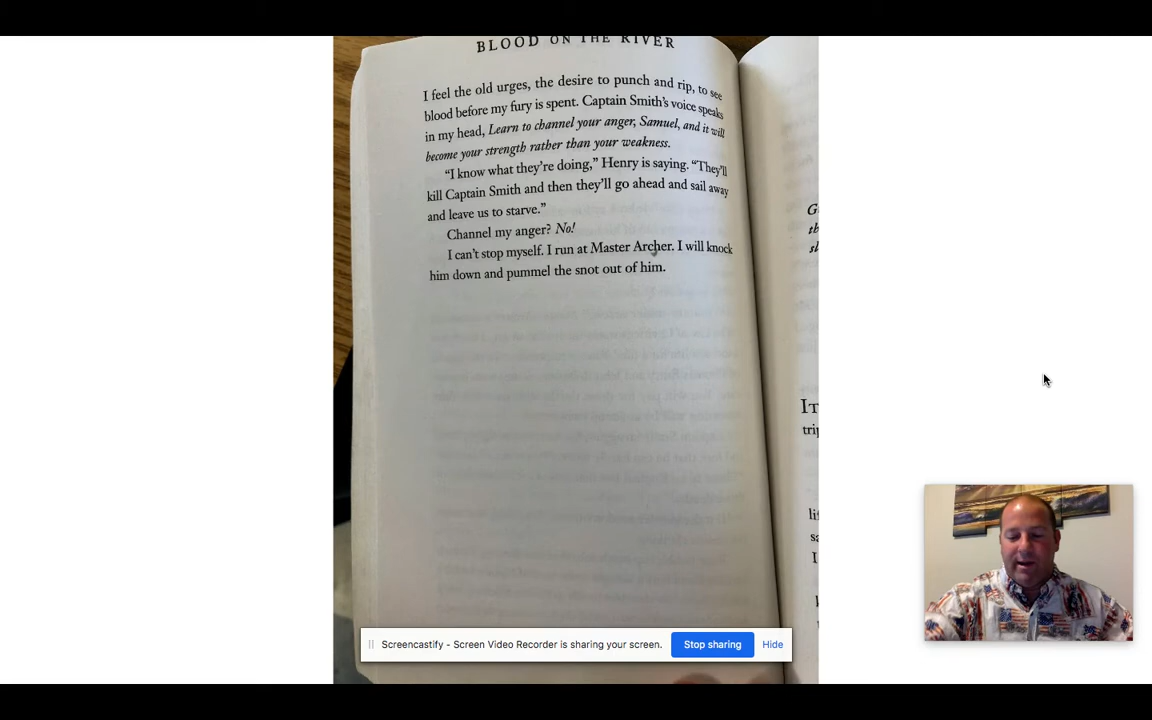 BLOOD ON THE RIVER
I feel the old urges, the desire to punch and rip, to see
blood before my fury is spent. Captain Smith's voice speaks
in my head, Learn to channel your anger, Samuel, and it will
become your strength rather than your weakness.
"I know what they're doing," Henry is saying. "They'll
kill Captain Smith and then they'll go ahead and sail away
and leave us to starve."
Channel my anger? No!
I can't stop myself. I run at Master Archer. I will knock
him down and pummel the snot out of him.
IT
trip
I
Screencastify - Screen Video Recorder is sharing your screen.
Stop sharing
Hide